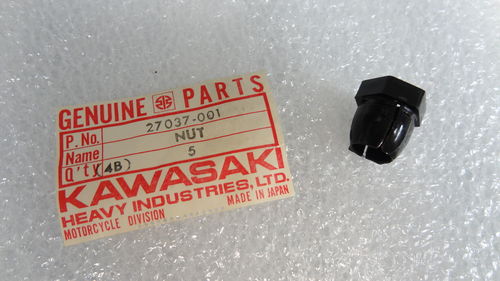 GENUINE PARTS
P.No. 27037-001
Name NUT
Q'ty 4B) 5
KAWASAKI
HEAVY INDUSTRIES, LTD.
MOTORCYCLE DIVISION MADE IN JAPAN